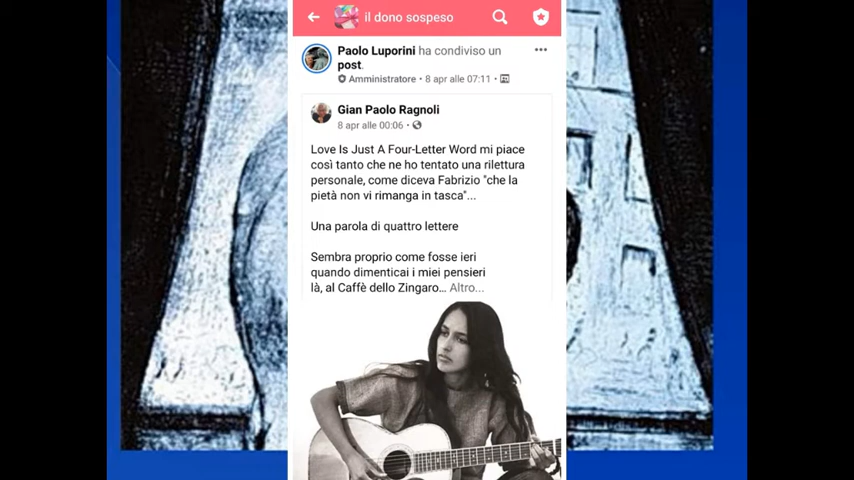 il dono sospeso
Paolo Luporini ha condiviso un
post.
Amministratore • 8 apr alle 07:11 •
Gian Paolo Ragnoli
8 apr alle 00:06 •
Love Is Just A Four-Letter Word mi piace
così tanto che ne ho tentato una rilettura
personale, come diceva Fabrizio "che la
pietà non vi rimanga in tasca"...
Una parola di quattro lettere
Sembra proprio come fosse ieri
quando dimenticai i miei pensieri
là, al Caffè dello Zingaro... Altro...